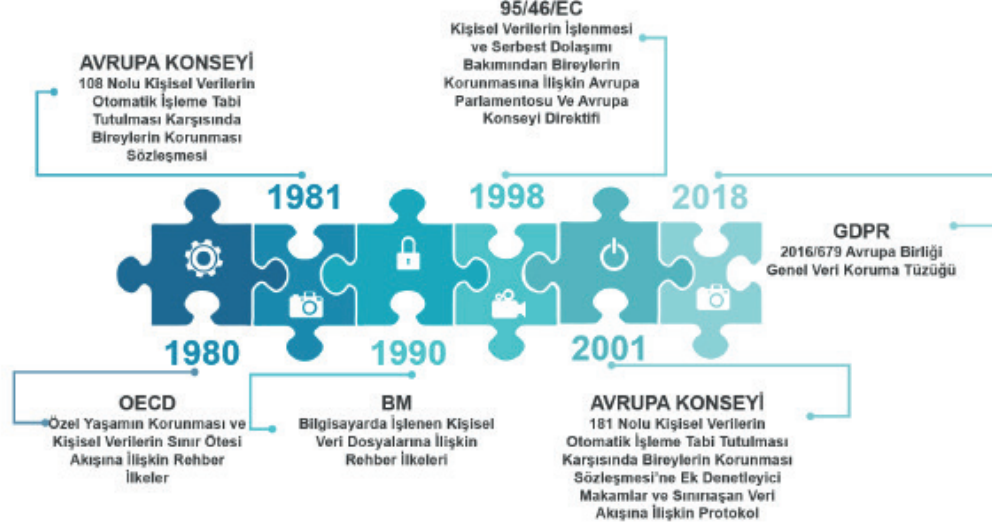 95/46/EC
Kişisel Verilerin İşlenmesi
ve Serbest Dolaşımı
Bakımından Bireylerin
Korunmasına İlişkin Avrupa
Parlamentosu Ve Avrupa
Konseyi Direktifi
AVRUPA KONSEYİ
108 Nolu Kişisel Verilerin
Otomatik İşleme Tabi
Tutulması Karşısında
Bireylerin Korunması
Sözleşmesi
1981
1998
2018
GDPR
2016/679 Avrupa Birliği
Genel Veri Koruma Tüzüğü
1980
1990
2001
OECD
Özel Yaşamın Korunması ve
Kişisel Verilerin Sınır Ötesi
Akışına İlişkin Rehber
İlkeler
BM
Bilgisayarda İşlenen Kişisel
Veri Dosyalarına İlişkin
Rehber İlkeleri
AVRUPA KONSEYİ
181 Nolu Kişisel Verilerin
Otomatik İşleme Tabi Tutulması
Karşısında Bireylerin Korunması
Sözleşmesi'ne Ek Denetleyici
Makamlar ve Sınıraşan Veri
Akışına İlişkin Protokol